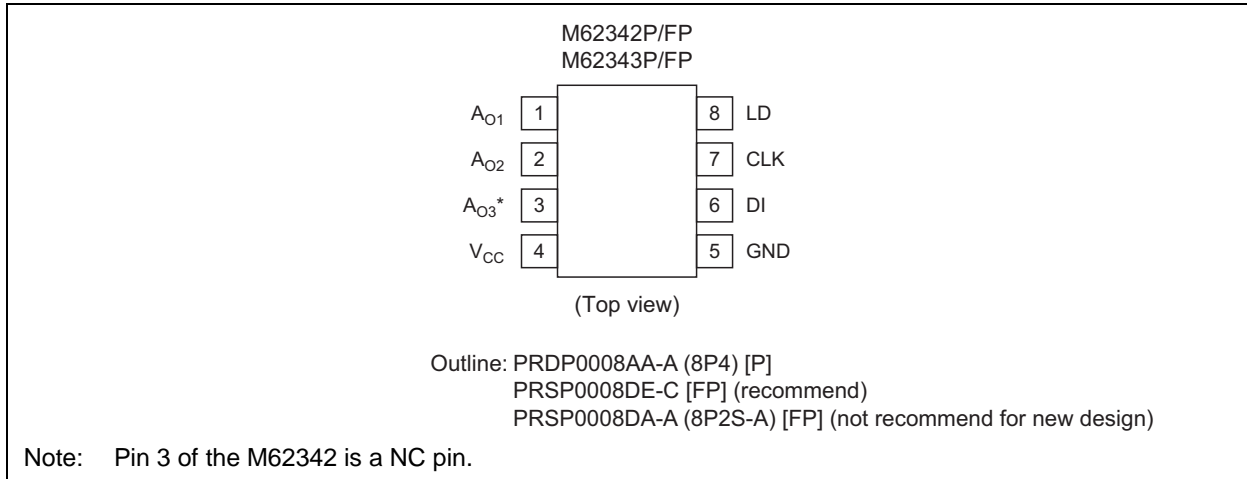 M62342P/FP
M62343P/FP
AO1 1 8 LD
AO2 2 7 CLK
AO3* 3 6 DI
VCC 4 5 GND
(Top view)
Outline: PRDP0008AA-A (8P4) [P]
PRSP0008DE-C [FP] (recommend)
PRSP0008DA-A (8P2S-A) [FP] (not recommend for new design)
Note: Pin 3 of the M62342 is a NC pin.